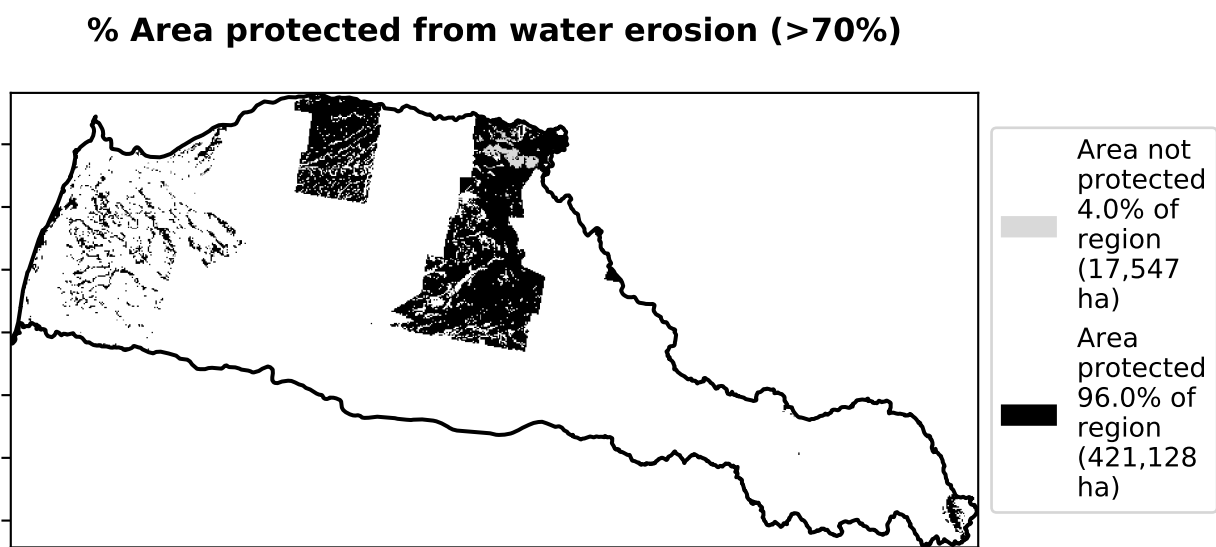 % Area protected from water erosion (>70%)
Area not
protected
4.0% of
region
(17,547
ha)
Area
protected
96.0% of
region
(421,128
ha)